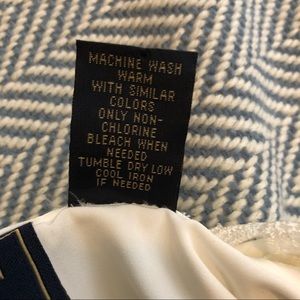 MACHINE WASH
WARM
WITH SIMILAR
COLORS
ONLY NON-
CHLORINE
BLEACH WHEN
NEEDED
TUMBLE DRY LOW
COOL IRON
IF NEEDED